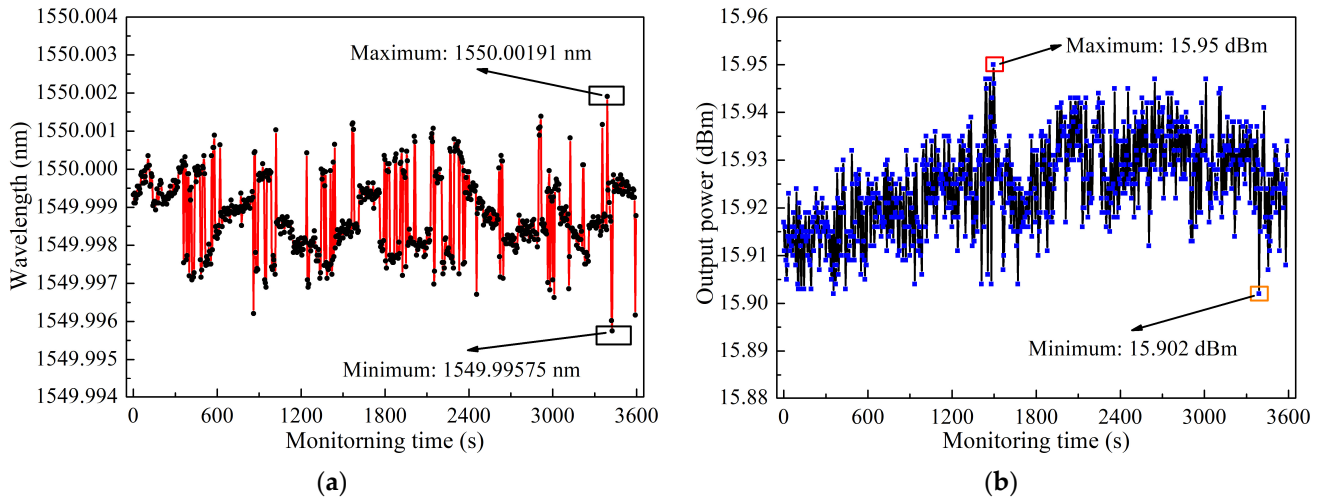 1550.004
1550.003
1550.002
1550.001
1550.000
1549.999
1549.998
1549.997
1549.996
1549.995
1549.994
Wavelength (nm)
Maximum: 1550.00191 nm
Minimum: 1549.99575 nm
0 600 1200 1800 2400 3000 3600
Monitorning time (s)
(a)
15.96
15.95
15.94
15.93
15.92
15.91
15.90
15.89
15.88
Output power (dBm)
Maximum: 15.95 dBm
Minimum: 15.902 dBm
0 600 1200 1800 2400 3000 3600
Monitoring time (s)
(b)